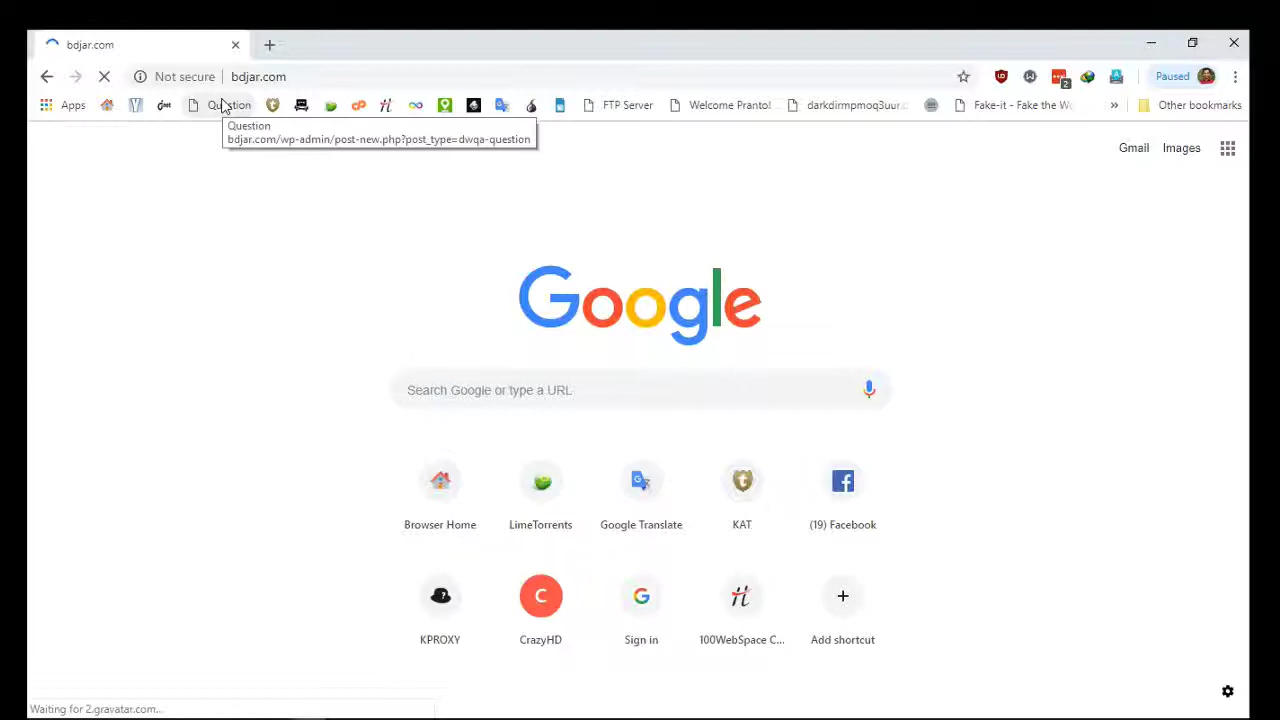 bdjar.com
Not secure | bdjar.com
2
Paused
Apps
Question
FTP Server
Welcome Pranto!
darkdirmpmoq3uur.
Fake-It - Fake the Wo
»
Other bookmarks
Question
bdjar.com/wp-admin/post-new.php?post_type=dwqa-question
Gmail
Images
Google
Search Google or type a URL
Browser Home
LimeTorrents
Google Translate
KAT
(19) Facebook
C
KPROXY
CrazyHD
Sign in
100WebSpace C...
Add shortcut
Waiting for 2.gravatar.com...